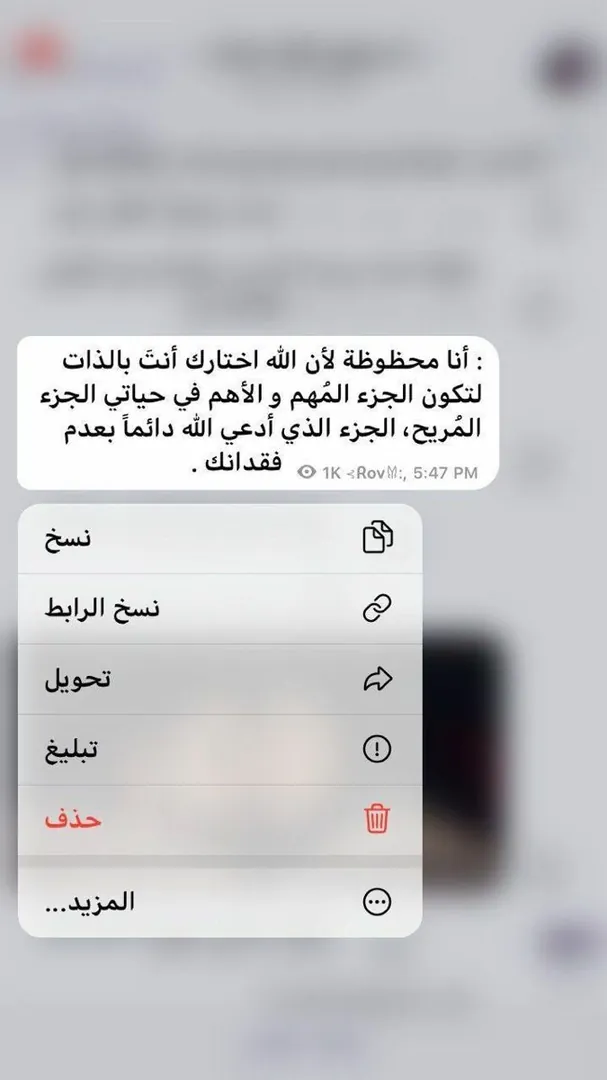 : أنا محظوظة لأن الله اختارك أنتَ بالذات
لتكون الجزء المُهم و الأهم في حياتي الجزء
المُريح، الجزء الذي أدعي الله دائماً بعدم
فقدانك .
1K Rov:, 5:47 PM
نسخ
نسخ الرابط
تحويل
تبليغ
حذف
المزيد...